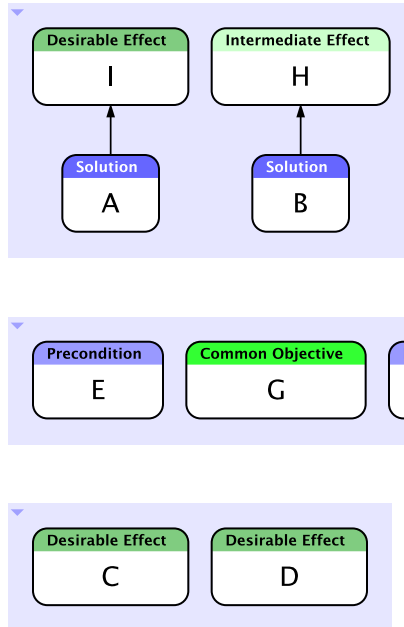 Desirable Effect
I
Intermediate Effect
H
Solution
A
Solution
B
Precondition
E
Common Objective
G
Desirable Effect
C
Desirable Effect
D